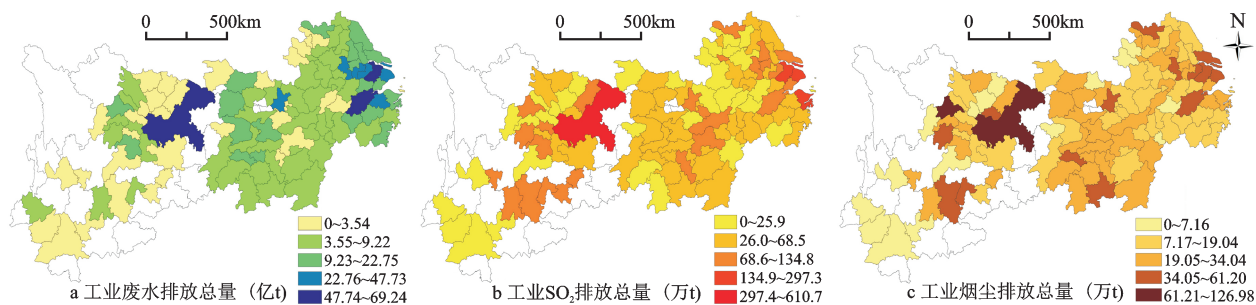 0 500km
0~3.54
3.55~9.22
9.23~22.75
22.76~47.73
47.74~69.24
a 工业废水排放总量（亿t）
0 500km
0~25.9
26.0~68.5
68.6~134.8
134.9~297.3
297.4~610.7
b 工业SO₂排放总量（万t）
0 500km
N
0~7.16
7.17~19.04
19.05~34.04
34.05~61.20
61.21~126.98
c 工业烟尘排放总量（万t）